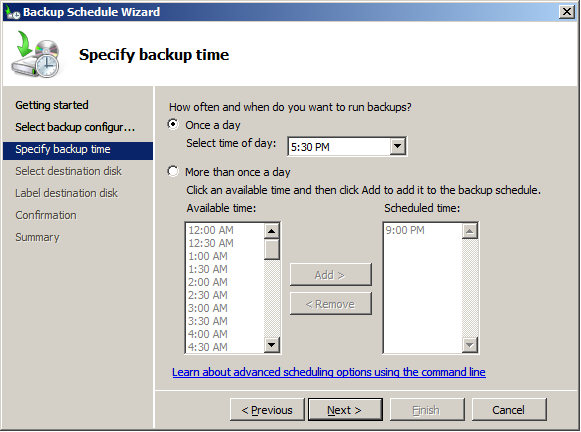 Backup Schedule Wizard
Specify backup time
Getting started
Select backup configur...
Specify backup time
Select destination disk
Label destination disk
Confirmation
Summary
How often and when do you want to run backups?
Once a day
Select time of day: 5:30 PM
More than once a day
Click an available time and then click Add to add it to the backup schedule.
Available time:
12:00 AM
12:30 AM
1:00 AM
1:30 AM
2:00 AM
2:30 AM
3:00 AM
3:30 AM
4:00 AM
4:30 AM
Add >
< Remove
Scheduled time:
9:00 PM
Learn about advanced scheduling options using the command line
< Previous
Next >
Finish
Cancel